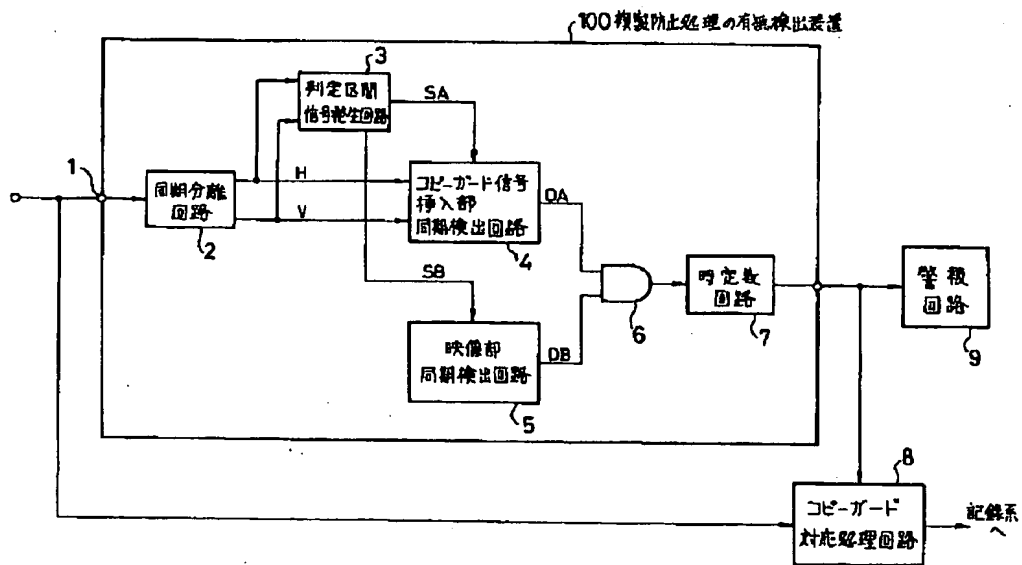 100 複製防止処理の有無検出装置
3
判定区間
信号発生回路
SA
1
同期分離
回路
2
H
V
コピーガード信号
挿入部
同期検出回路
4
DA
SB
映像部
同期検出回路
5
DB
6
時定数
回路
7
警報
回路
9
8
コピーガード
対応処理回路
記録系
へ